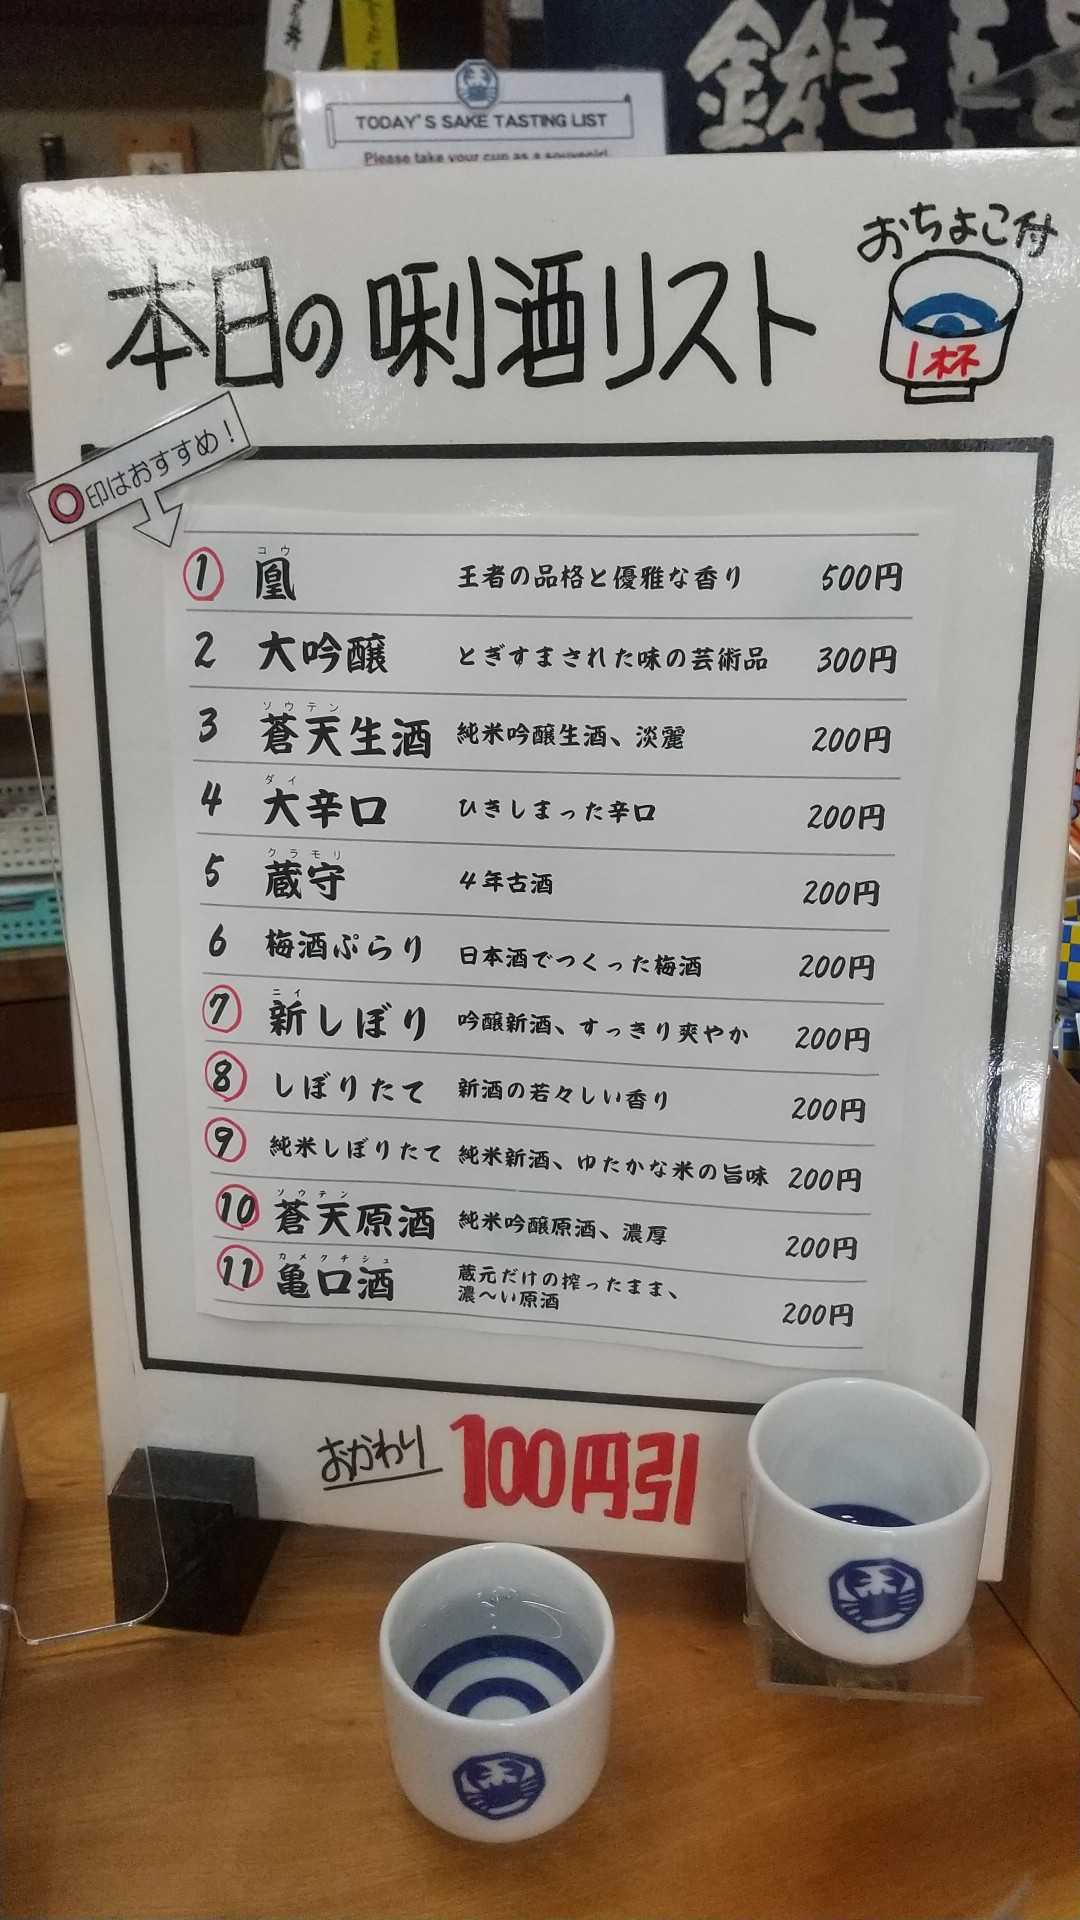 TODAY'S SAKE TASTING LIST
Please take your cup as a souvenir!
本日の唎酒リスト
おちょこ付
1杯
○印はおすすめ!
コウ
1 凰 王者の品格と優雅な香り 500円
2 大吟醸 とぎすまされた味の芸術品 300円
ソウテン
3 蒼天生酒 純米吟醸生酒、淡麗 200円
ダイ
4 大辛口 ひきしまった辛口 200円
クラモリ
5 蔵守 4年古酒 200円
6 梅酒ぷらり 日本酒でつくった梅酒 200円
ニイ
7 新しぼり 吟醸新酒、すっきり爽やか 200円
8 しぼりたて 新酒の若々しい香り 200円
9 純米しぼりたて 純米新酒、ゆたかな米の旨味 200円
ソウテン
10 蒼天原酒 純米吟醸原酒、濃厚 200円
カメクチシュ
11 亀口酒 蔵元だけの搾ったまま、
濃〜い原酒 200円
おかわり 100円引